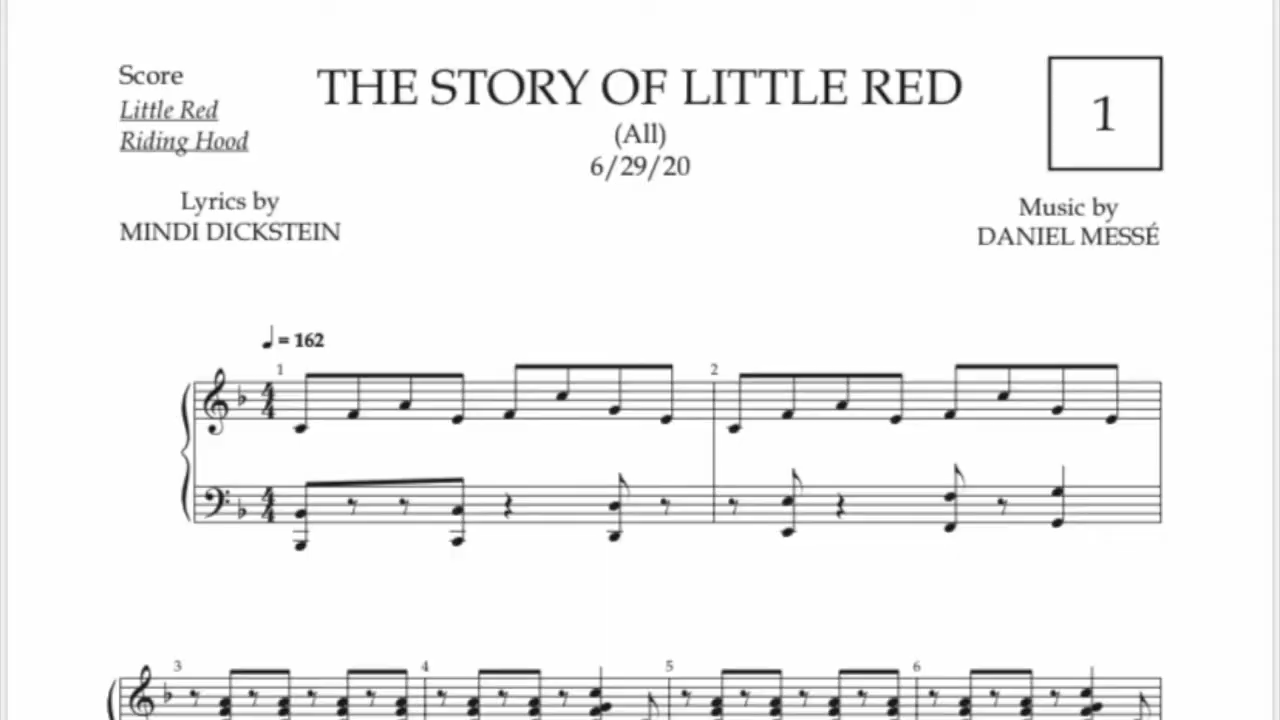 Score
Little Red
Riding Hood
THE STORY OF LITTLE RED
(All)
6/29/20
1
Lyrics by
MINDI DICKSTEIN
Music by
DANIEL MESSÉ
= 162
1
2
3
4
5
6